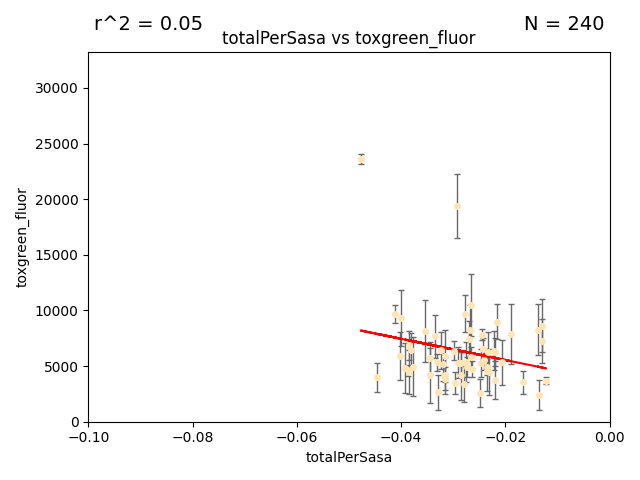 r^2 = 0.05
N = 240
totalPerSasa vs toxgreen_fluor
30000
25000
20000
15000
10000
5000
0
toxgreen_fluor
−0.10
−0.08
−0.06
−0.04
−0.02
0.00
totalPerSasa